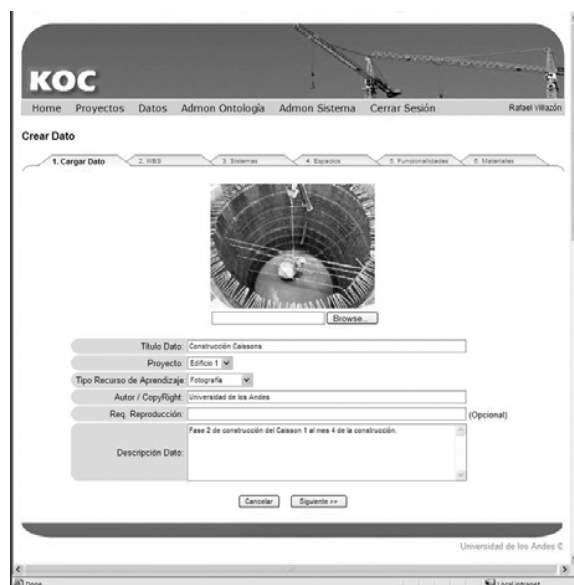 KOC
Home Proyectos Datos Admon Ontología Admon Sistema Cerrar Sesión Rafael Villazón
Crear Dato
1. Cargar Dato 2. WBS 3. Sistemas 4. Espacios 5. Funcionalidades 6. Materiales
Browse...
Título Dato: Construcción Caissons
Proyecto: Edificio 1
Tipo Recurso de Aprendizaje: Fotografía
Autor / CopyRight: Universidad de los Andes
Req. Reproducción: (Opcional)
Descripción Dato: Fase 2 de construcción del Caisson 1 al mes 4 de la construcción.
Cancelar Siguiente >>
Universidad de los Andes ©
Done Local intranet